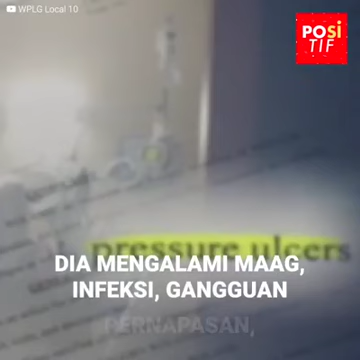 WPLG Local 10
POSI
TIF
pressure ulcers
DIA MENGALAMI MAAG,
INFEKSI, GANGGUAN
PERNAPASAN,